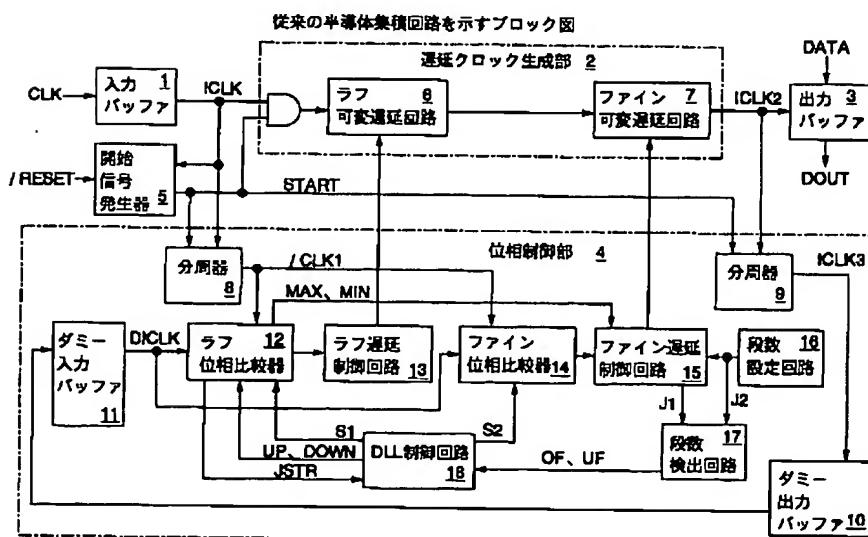 従来の半導体集積回路を示すブロック図
遅延クロック生成部 2
DATA
CLK
入力
バッファ
1
ICLK
ラフ
可変遅延回路
6
ファイン
可変遅延回路
7
ICLK2
出力
バッファ
3
DOUT
/RESET
開始
信号
発生器
5
START
位相制御部 4
分周器
8
/CLK1
分周器
9
ICLK3
MAX、MIN
ダミー
入力
バッファ
11
DICLK
ラフ
位相比較器
12
ラフ遅延
制御回路
13
ファイン
位相比較器
14
ファイン遅延
制御回路
15
段数
設定回路
16
J1
J2
S1
S2
UP、DOWN
JSTR
DLL制御回路
18
OF、UF
段数
検出回路
17
ダミー
出力
バッファ
10